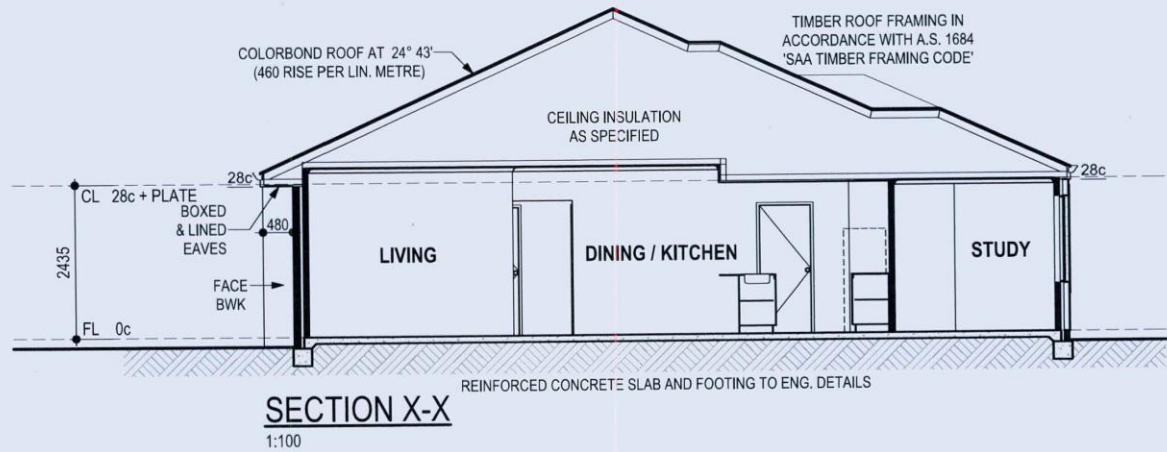 COLORBOND ROOF AT 24° 43'
(460 RISE PER LIN. METRE)
TIMBER ROOF FRAMING IN
ACCORDANCE WITH A.S. 1684
'SAA TIMBER FRAMING CODE'
CEILING INSULATION
AS SPECIFIED
28c
28c
CL 28c + PLATE
BOXED
& LINED
EAVES
480
2435
FACE
BWK
LIVING
DINING / KITCHEN
STUDY
FL 0c
REINFORCED CONCRETE SLAB AND FOOTING TO ENG. DETAILS
SECTION X-X
1:100